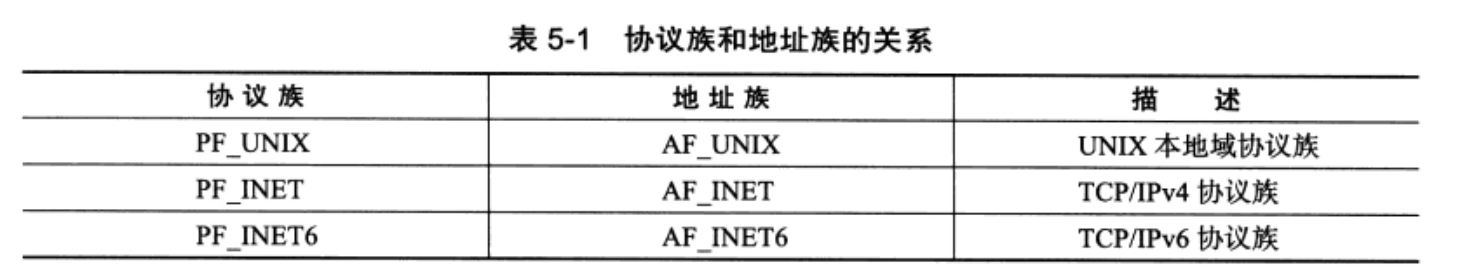 表 5-1 协议族和地址族的关系
协议族 地址族 描述
PF_UNIX AF_UNIX UNIX 本地域协议族
PF_INET AF_INET TCP/IPv4 协议族
PF_INET6 AF_INET6 TCP/IPv6 协议族